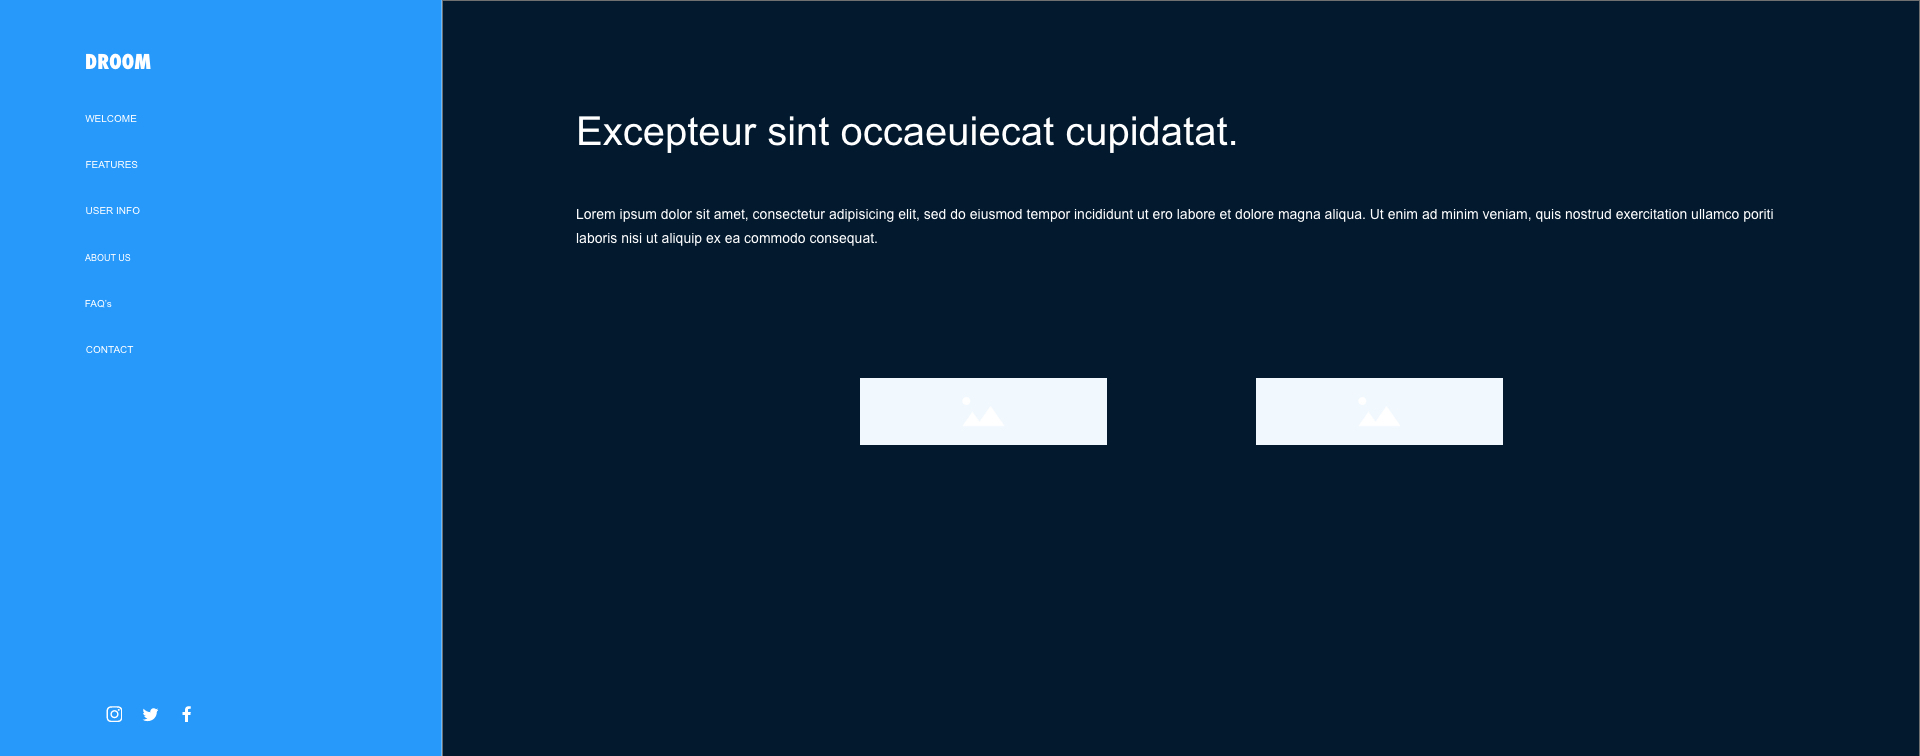 DROOM
WELCOME
FEATURES
USER INFO
ABOUT US
FAQ's
CONTACT
Excepteur sint occaeuiecat cupidatat.
Lorem ipsum dolor sit amet, consectetur adipisicing elit, sed do eiusmod tempor incididunt ut ero labore et dolore magna aliqua. Ut enim ad minim veniam, quis nostrud exercitation ullamco poriti
laboris nisi ut aliquip ex ea commodo consequat.